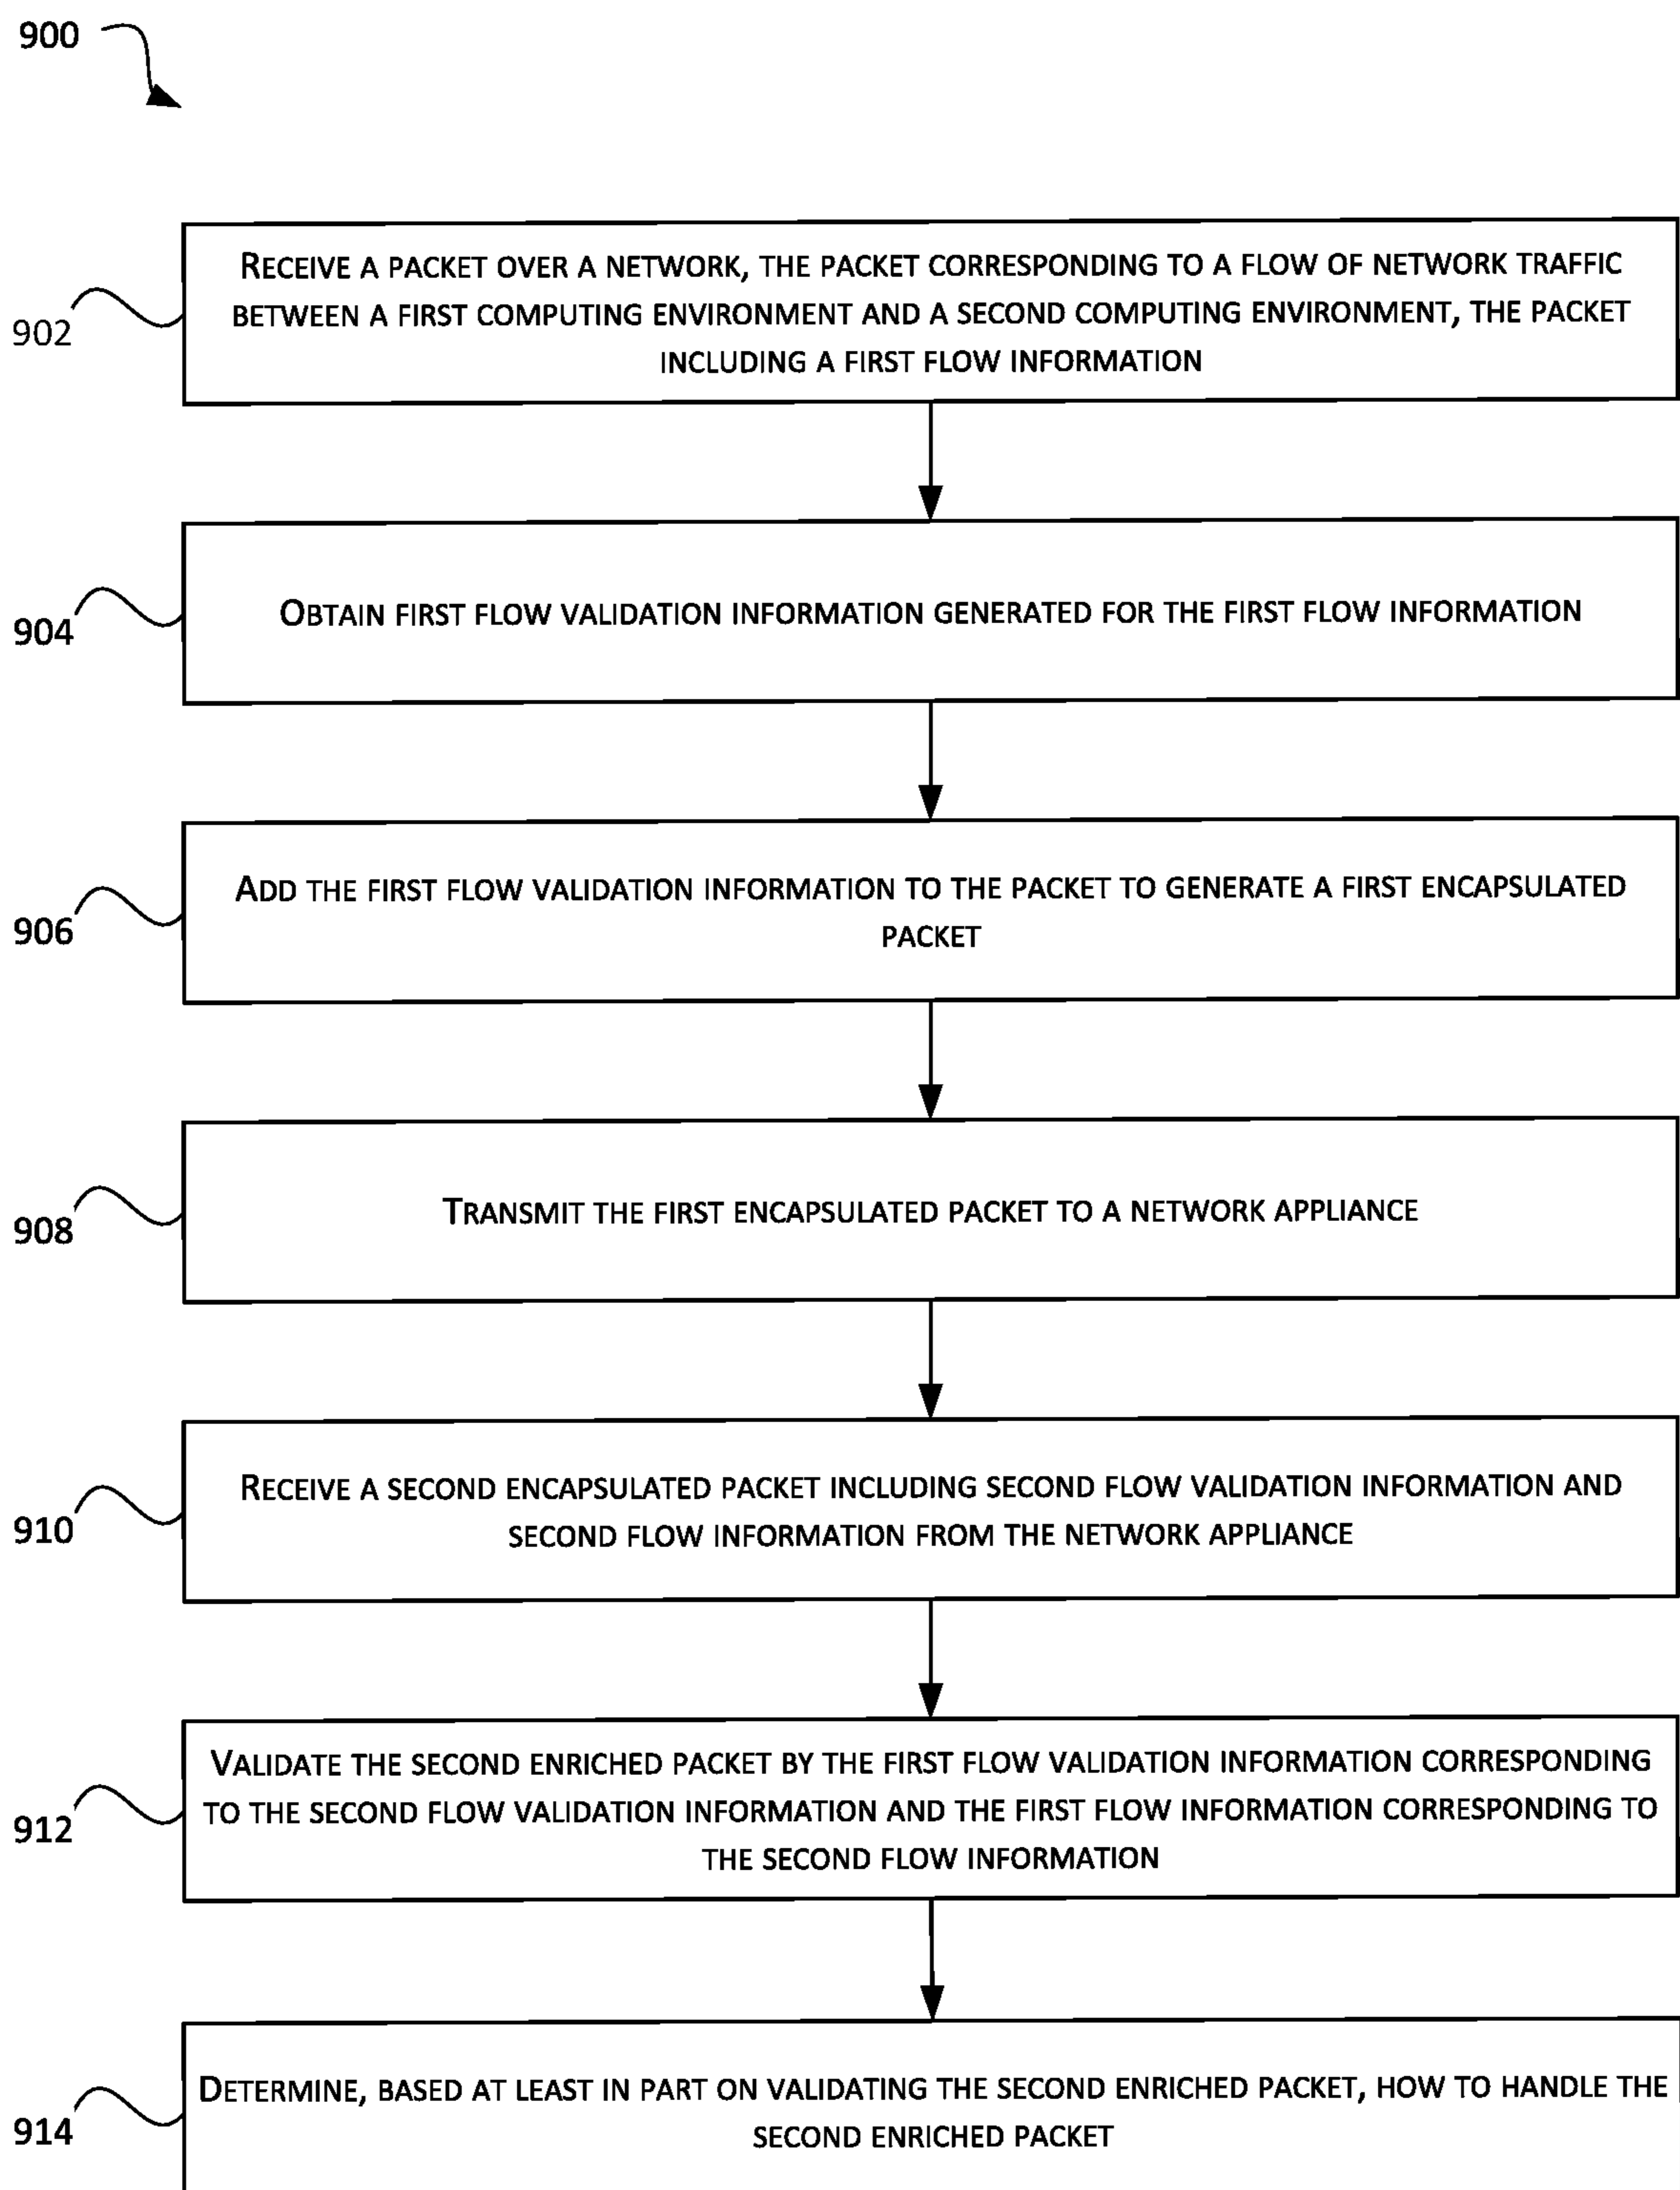 900
RECEIVE A PACKET OVER A NETWORK, THE PACKET CORRESPONDING TO A FLOW OF NETWORK TRAFFIC
BETWEEN A FIRST COMPUTING ENVIRONMENT AND A SECOND COMPUTING ENVIRONMENT, THE PACKET
INCLUDING A FIRST FLOW INFORMATION
902
OBTAIN FIRST FLOW VALIDATION INFORMATION GENERATED FOR THE FIRST FLOW INFORMATION
904
ADD THE FIRST FLOW VALIDATION INFORMATION TO THE PACKET TO GENERATE A FIRST ENCAPSULATED
PACKET
906
TRANSMIT THE FIRST ENCAPSULATED PACKET TO A NETWORK APPLIANCE
908
RECEIVE A SECOND ENCAPSULATED PACKET INCLUDING SECOND FLOW VALIDATION INFORMATION AND
SECOND FLOW INFORMATION FROM THE NETWORK APPLIANCE
910
VALIDATE THE SECOND ENRICHED PACKET BY THE FIRST FLOW VALIDATION INFORMATION CORRESPONDING
TO THE SECOND FLOW VALIDATION INFORMATION AND THE FIRST FLOW INFORMATION CORRESPONDING TO
THE SECOND FLOW INFORMATION
912
DETERMINE, BASED AT LEAST IN PART ON VALIDATING THE SECOND ENRICHED PACKET, HOW TO HANDLE THE
SECOND ENRICHED PACKET
914